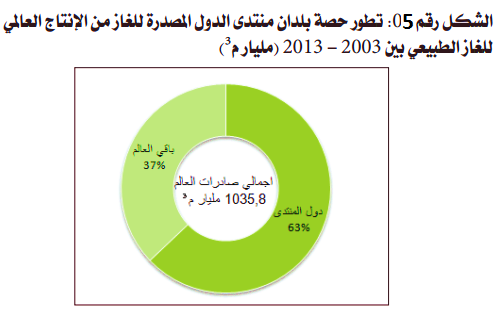 الشكل رقم 05: تطور حصة بلدان منتدى الدول المصدرة للغاز من الإنتاج العالمي
للغاز الطبيعي بين 2003 – 2013 (مليار م3)
باقي العالم
37%
اجمالي صادرات العالم
1035,8 مليار م³
دول المنتدى
63%